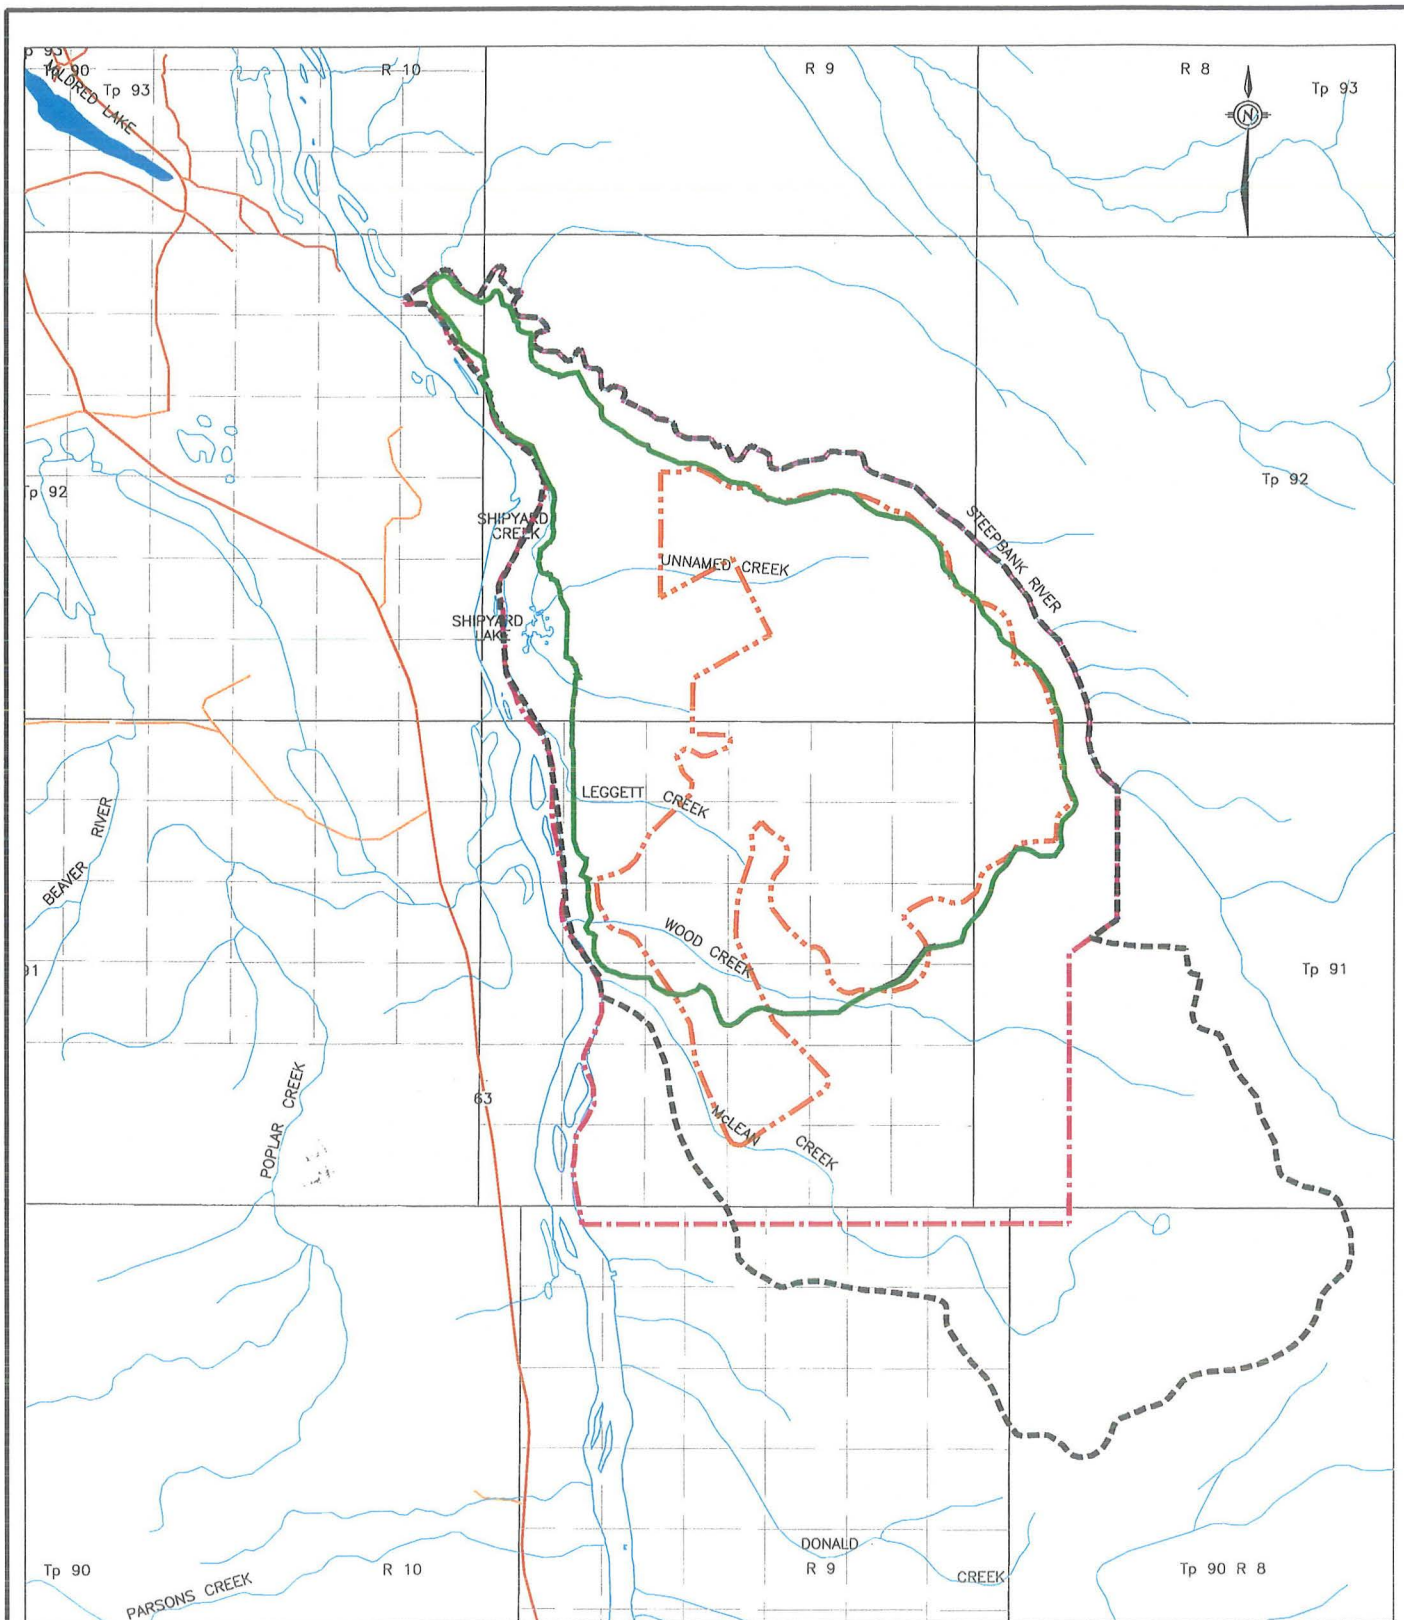 R 10
R 9
R 8
Tp 93
Tp 93
MILDRED LAKE
N
Tp 92
Tp 92
SHIPYARD
CREEK
STEEPBANK RIVER
UNNAMED CREEK
SHIPYARD
LAKE
LEGGETT CREEK
BEAVER RIVER
WOOD CREEK
91
Tp 91
63
POPLAR CREEK
McLEAN CREEK
DONALD CREEK
Tp 90
R 10
R 9
Tp 90 R 8
PARSONS CREEK